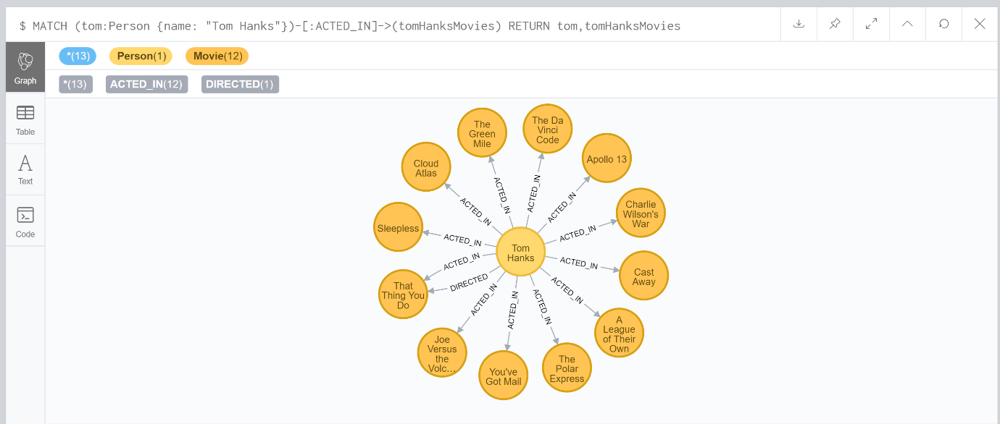 $ MATCH (tom:Person {name: "Tom Hanks"})-[:ACTED_IN]->(tomHanksMovies) RETURN tom,tomHanksMovies
Graph
Table
Text
Code
*(13) Person(1) Movie(12)
*(13) ACTED_IN(12) DIRECTED(1)
The
Green
Mile
The Da
Vinci
Code
Apollo 13
Cloud
Atlas
Charlie
Wilson's
War
Sleepless
Tom
Hanks
Cast
Away
That
Thing You
Do
A
League
of Their
Own
Joe
Versus
the
Volc...
You've
Got Mail
The
Polar
Express
ACTED_IN
ACTED_IN
ACTED_IN
ACTED_IN
ACTED_IN
ACTED_IN
ACTED_IN
ACTED_IN
ACTED_IN
ACTED_IN
ACTED_IN
DIRECTED
ACTED_IN